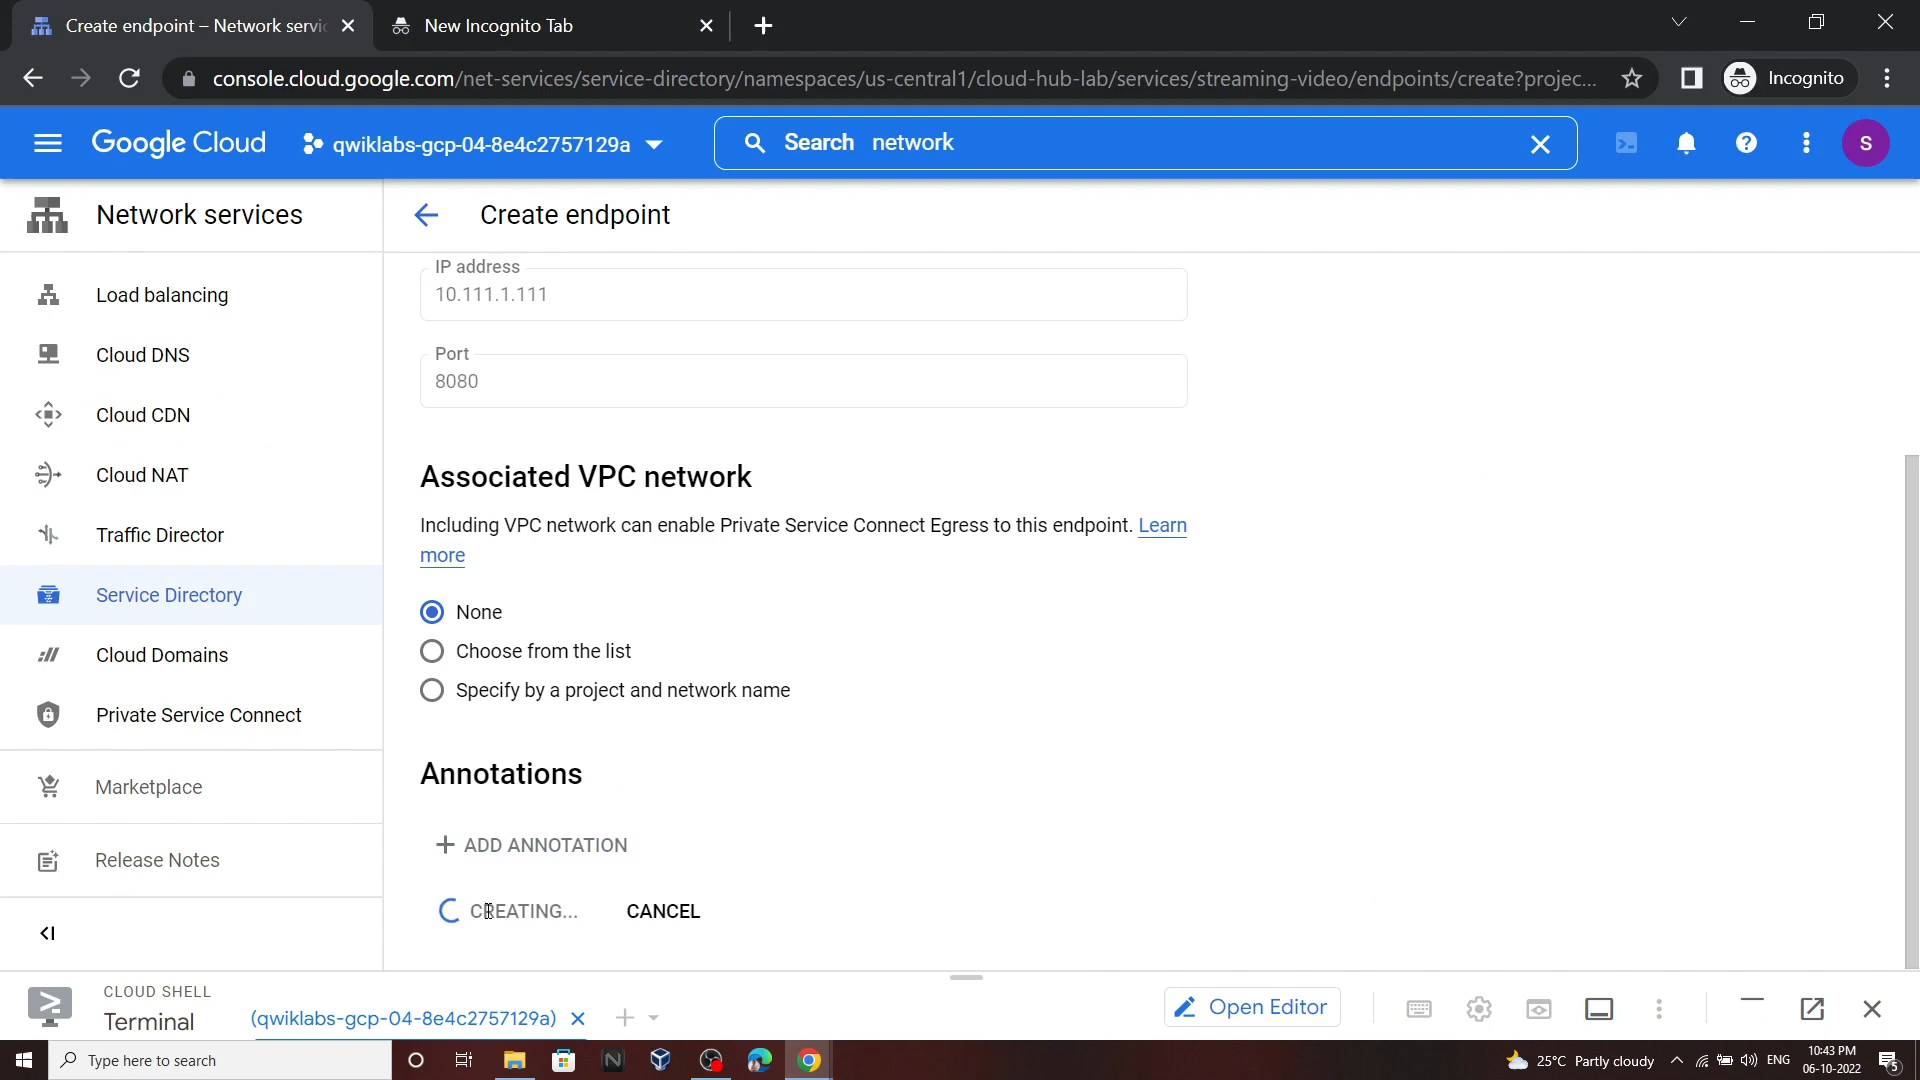 Create endpoint – Network servi
New Incognito Tab
console.cloud.google.com/net-services/service-directory/namespaces/us-central1/cloud-hub-lab/services/streaming-video/endpoints/create?projec...
Incognito
Google Cloud
qwiklabs-gcp-04-8e4c2757129a
Search network
S
Network services
Create endpoint
Load balancing
Cloud DNS
Cloud CDN
Cloud NAT
Traffic Director
Service Directory
Cloud Domains
Private Service Connect
Marketplace
Release Notes
IP address
10.111.1.111
Port
8080
Associated VPC network
Including VPC network can enable Private Service Connect Egress to this endpoint. Learn
more
None
Choose from the list
Specify by a project and network name
Annotations
ADD ANNOTATION
CREATING...
CANCEL
CLOUD SHELL
Terminal
(qwiklabs-gcp-04-8e4c2757129a)
Open Editor
Type here to search
25°C Partly cloudy
ENG
10:43 PM
06-10-2022
5